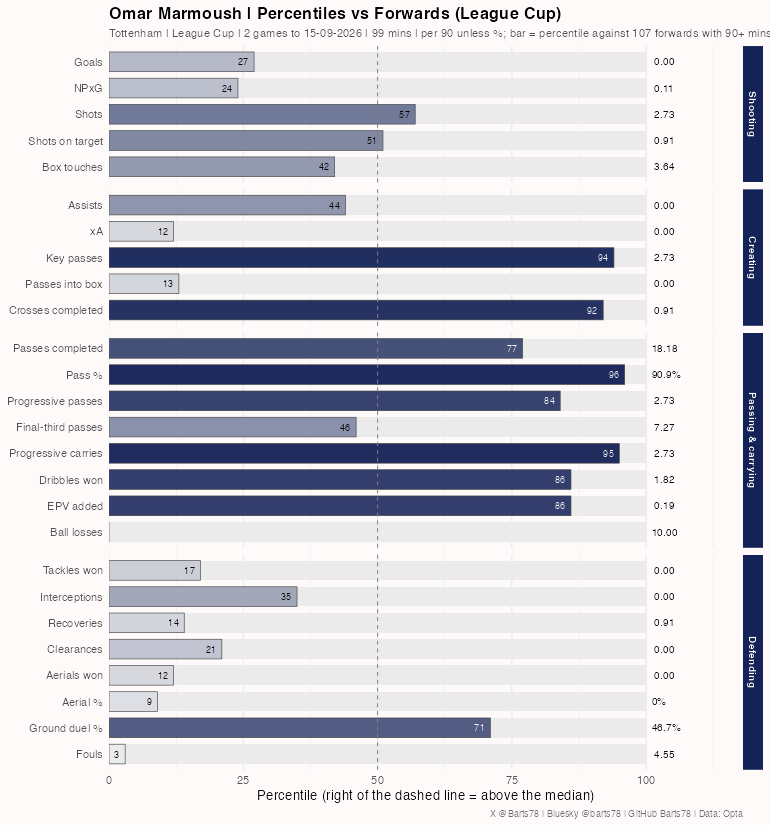 Omar Marmoush | Percentiles vs Forwards (League Cup)
Tottenham | League Cup | 2 games to 15-09-2026 | 99 mins | per 90 unless %; bar = percentile against 107 forwards with 90+ mins
Goals 27 0.00
NPxG 24 0.11
Shots 57 2.73
Shots on target 51 0.91
Box touches 42 3.64
Shooting
Assists 44 0.00
xA 12 0.00
Key passes 94 2.73
Passes into box 13 0.00
Crosses completed 92 0.91
Creating
Passes completed 77 18.18
Pass % 96 90.9%
Progressive passes 84 2.73
Final-third passes 46 7.27
Progressive carries 95 2.73
Dribbles won 86 1.82
EPV added 86 0.19
Ball losses 10.00
Passing & carrying
Tackles won 17 0.00
Interceptions 35 0.00
Recoveries 14 0.91
Clearances 21 0.00
Aerials won 12 0.00
Aerial % 9 0%
Ground duel % 71 46.7%
Fouls 3 4.55
Defending
0 25 50 75 100
Percentile (right of the dashed line = above the median)
X @Barts78 | Bluesky @barts78 | GitHub Barts78 | Data: Opta